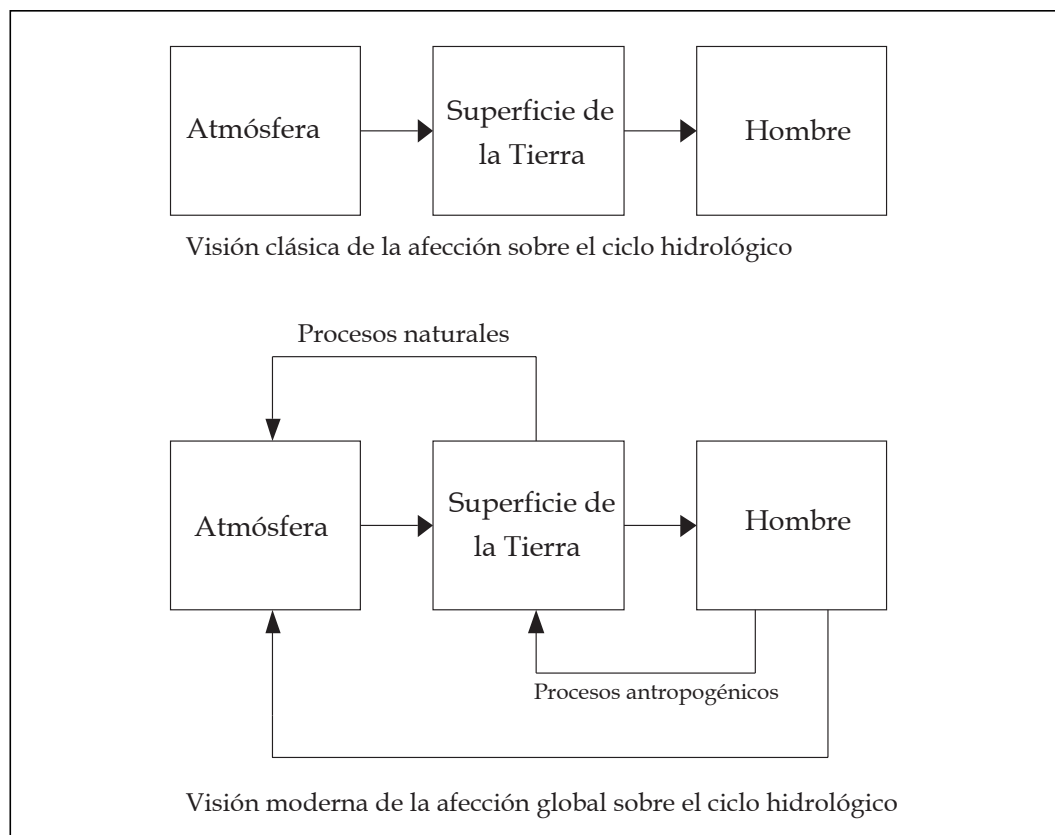 Atmósfera
Superficie de
la Tierra
Hombre
Visión clásica de la afección sobre el ciclo hidrológico
Procesos naturales
Atmósfera
Superficie de
la Tierra
Hombre
Procesos antropogénicos
Visión moderna de la afección global sobre el ciclo hidrológico